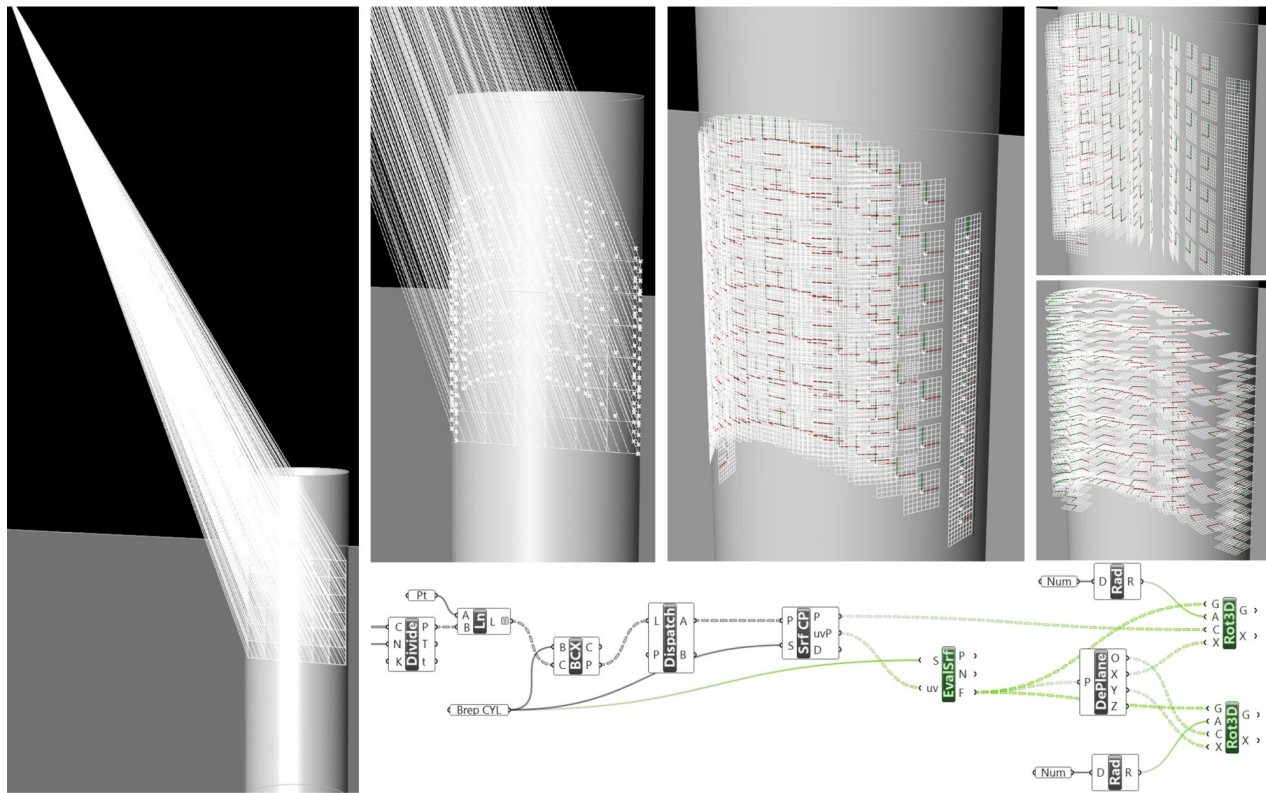 Pt
A
B
Ln
L
C
N
K
Divide
P
T
t
B
C
BCX
C
P
L
P
Dispatch
A
B
P
S
Srf CP
P
uvP
D
Brep CYL
S
uv
EvalSrf
P
N
F
Num
D
Rad
R
P
DePlane
O
X
Y
Z
G
A
C
X
Rot3D
G
X
G
A
C
X
Rot3D
G
X
Num
D
Rad
R